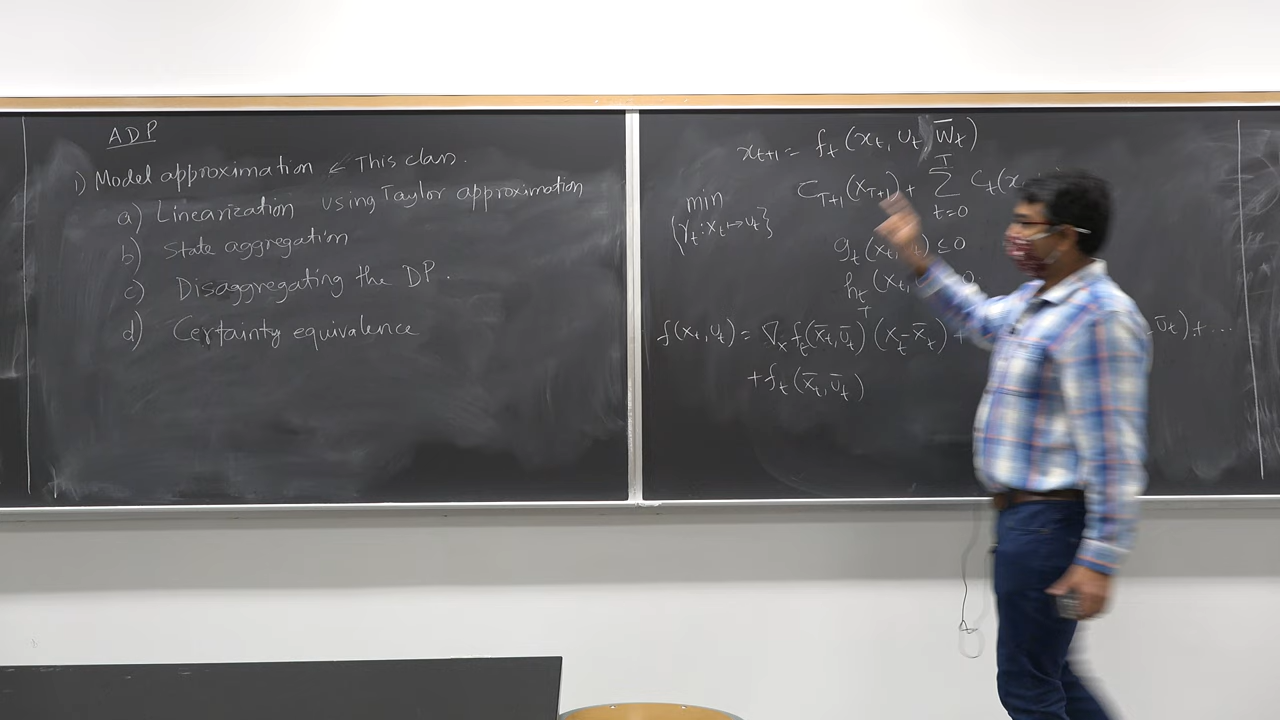 ADP
1) Model approximation ← This class.
a) Linearization using Taylor approximation
b) State aggregation
c) Disaggregating the DP.
d) Certainty equivalence
x_{t+1} = f_t(x_t, u_t, w̄_t)
min C_{T+1}(x_{T+1}) + Σ_{t=0}^{T} C_t(x
{γ_t : x_t ↦ u_t}
g_t(x_t, ) ≤ 0
h_t(x_t, 0.
f(x_t, u_t) = ∇_x f_t(x̄_t, ū_t)^T (x_t - x̄_t) + - ū_t) + ...
+ f_t(x̄_t, ū_t)